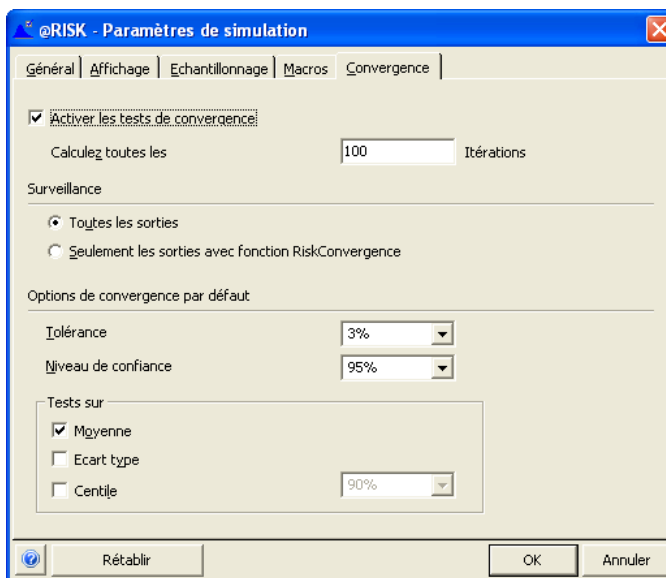 @RISK - Paramètres de simulation
Général Affichage Echantillonnage Macros Convergence
Activer les tests de convergence
Calculez toutes les 100 Itérations
Surveillance
Toutes les sorties
Seulement les sorties avec fonction RiskConvergence
Options de convergence par défaut
Tolérance 3%
Niveau de confiance 95%
Tests sur
Moyenne
Ecart type
Centile 90%
Rétablir OK Annuler